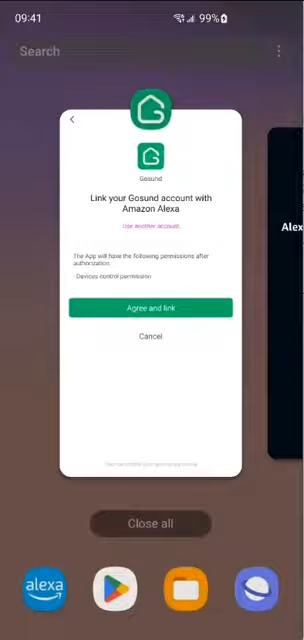 09:41
99%
Search
Gosund
Link your Gosund account with
Amazon Alexa
Use another account.
The App will have the following permissions after
authorization:
· Devices control permission
Agree and link
Cancel
Alex
Close all
alexa